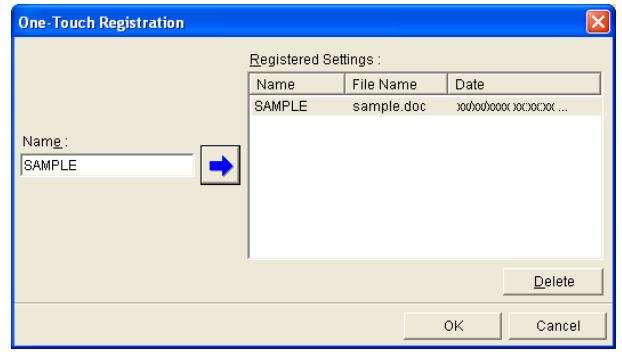 One-Touch Registration
Registered Settings :
Name File Name Date
SAMPLE sample.doc xx/xx/xxxx xx:xx:xx ...
Name :
SAMPLE
Delete
OK Cancel